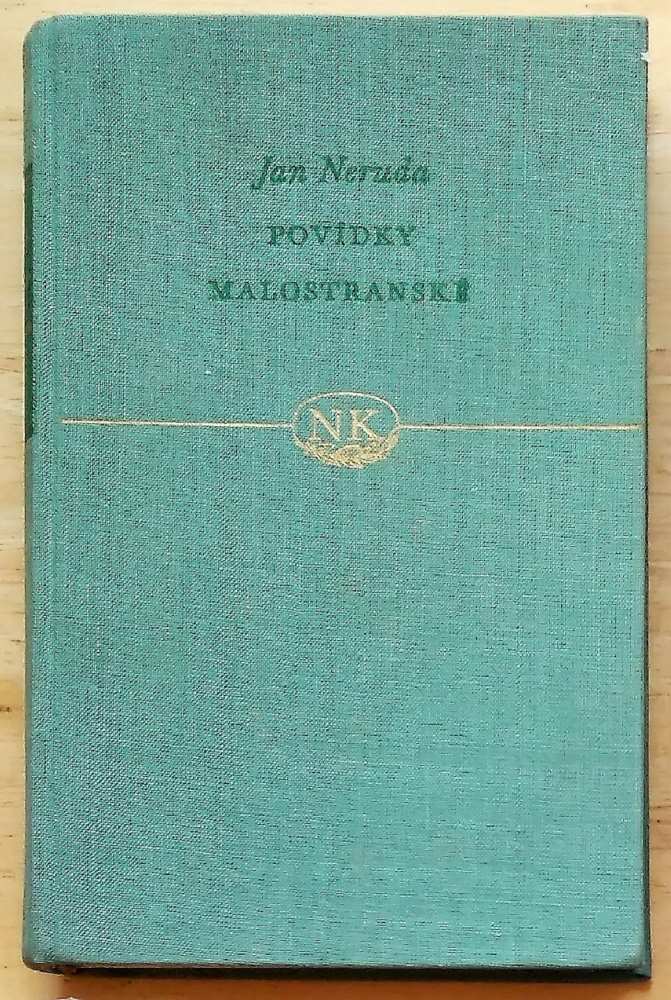 Jan Neruda
POVÍDKY
MALOSTRANSKÉ
NK